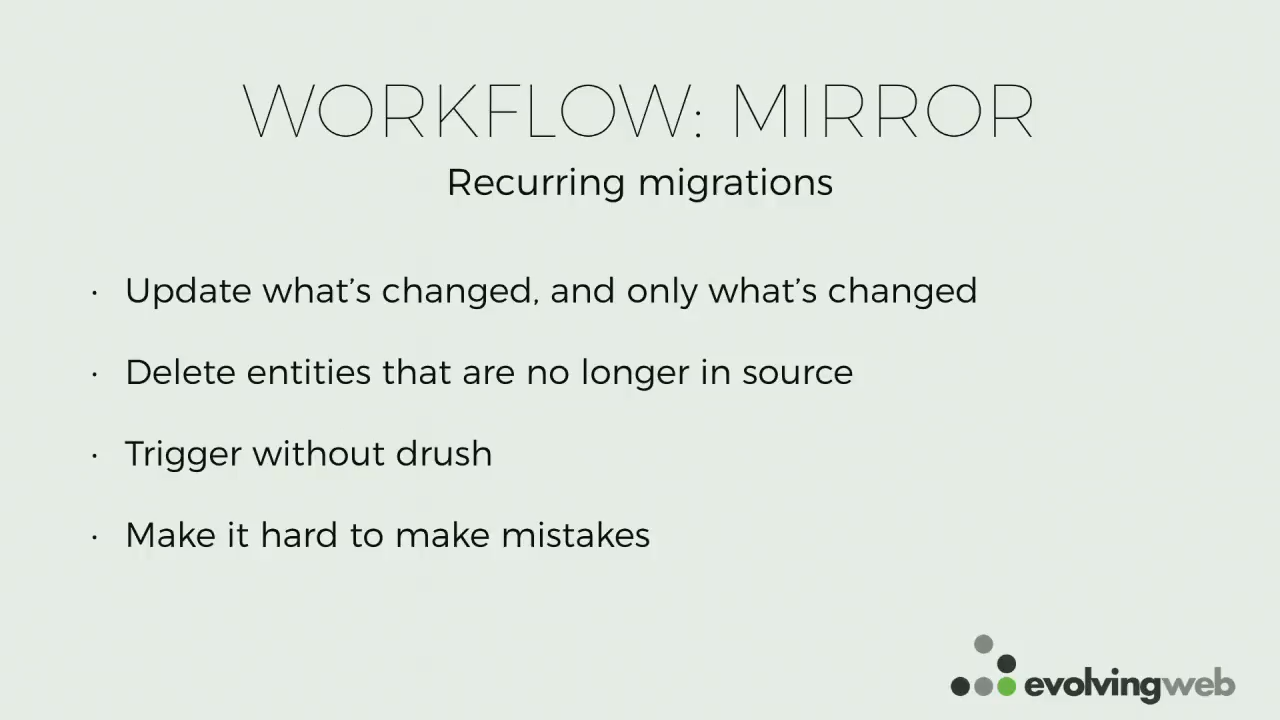 WORKFLOW: MIRROR
Recurring migrations
· Update what’s changed, and only what’s changed
· Delete entities that are no longer in source
· Trigger without drush
· Make it hard to make mistakes
evolvingweb